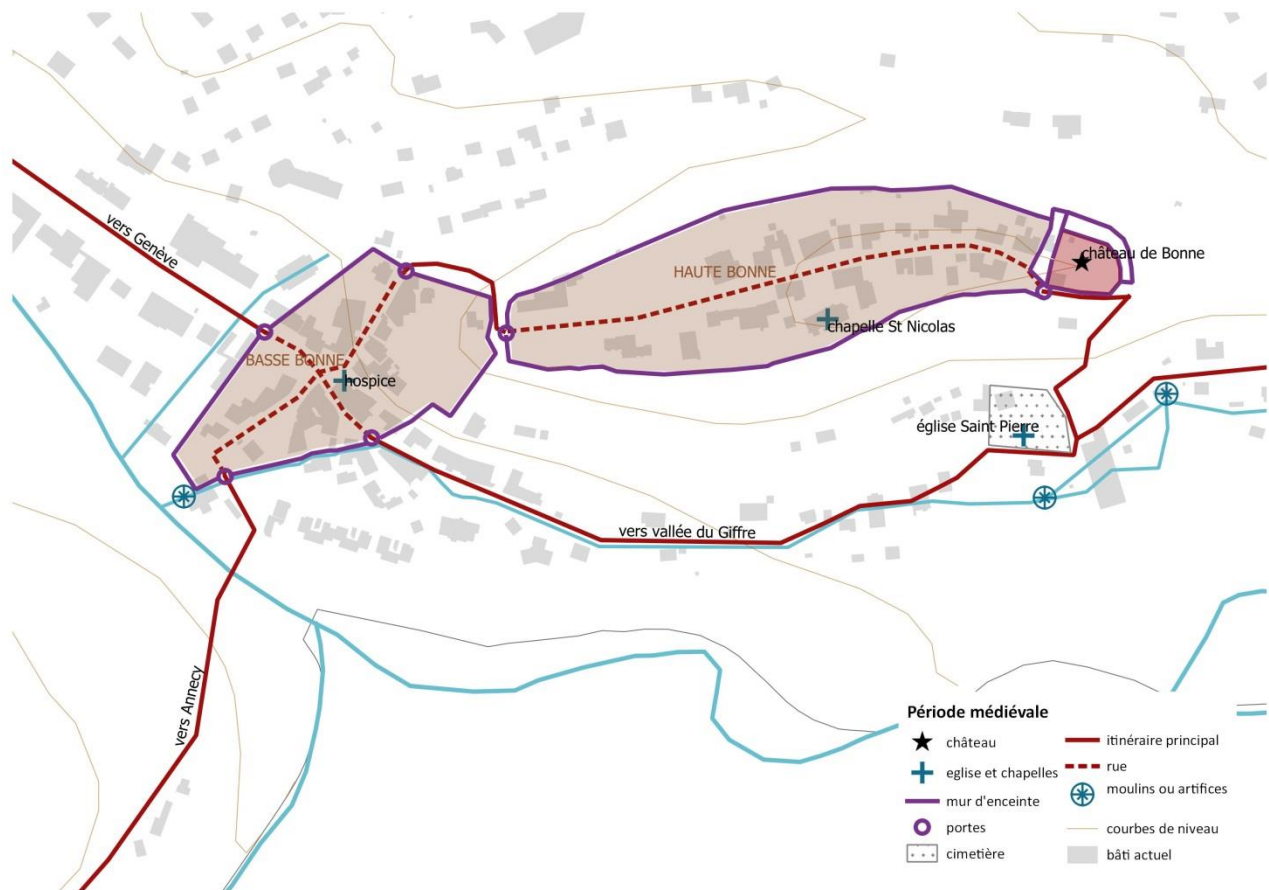 vers Genève
château de Bonne
HAUTE BONNE
chapelle St Nicolas
BASSE BONNE
hospice
église Saint Pierre
vers vallée du Giffre
vers Annecy
Période médiévale
château
eglise et chapelles
mur d'enceinte
portes
cimetière
itinéraire principal
rue
moulins ou artifices
courbes de niveau
bâti actuel